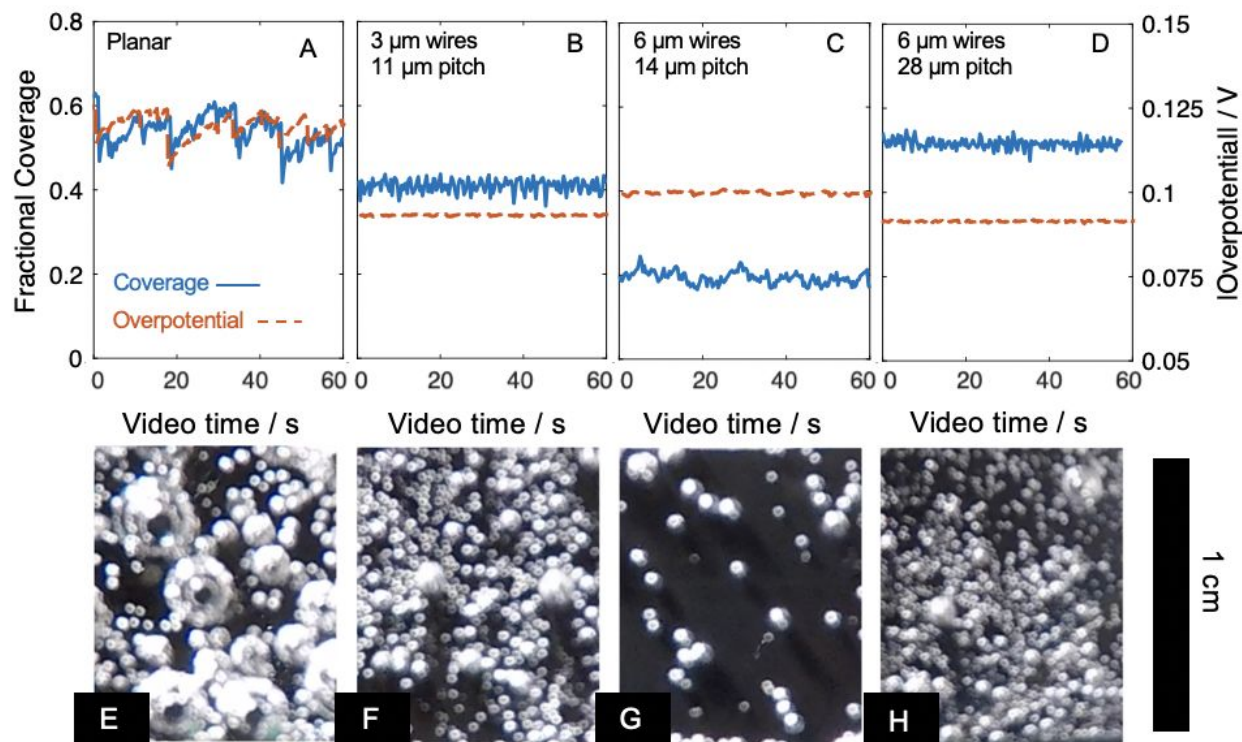 0.8
0.6
0.4
0.2
0
Fractional Coverage
Planar
A
Coverage
Overpotential
0 20 40 60
3 µm wires
11 µm pitch
B
0 20 40 60
6 µm wires
14 µm pitch
C
0 20 40 60
6 µm wires
28 µm pitch
D
0 20 40 60
0.15
0.125
0.1
0.075
0.05
|Overpotential| / V
Video time / s
Video time / s
Video time / s
Video time / s
E
F
G
H
1 cm